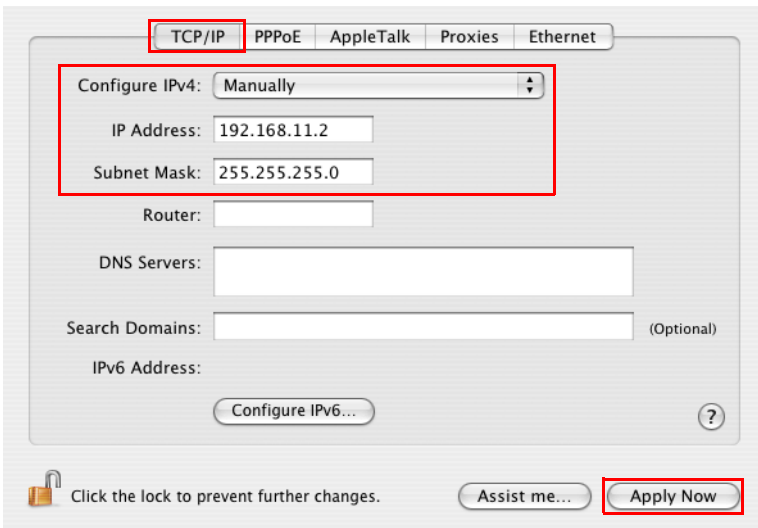 TCP/IP PPPoE AppleTalk Proxies Ethernet
Configure IPv4: Manually
IP Address: 192.168.11.2
Subnet Mask: 255.255.255.0
Router:
DNS Servers:
Search Domains: (Optional)
IPv6 Address:
Configure IPv6... ?
Click the lock to prevent further changes. Assist me... Apply Now